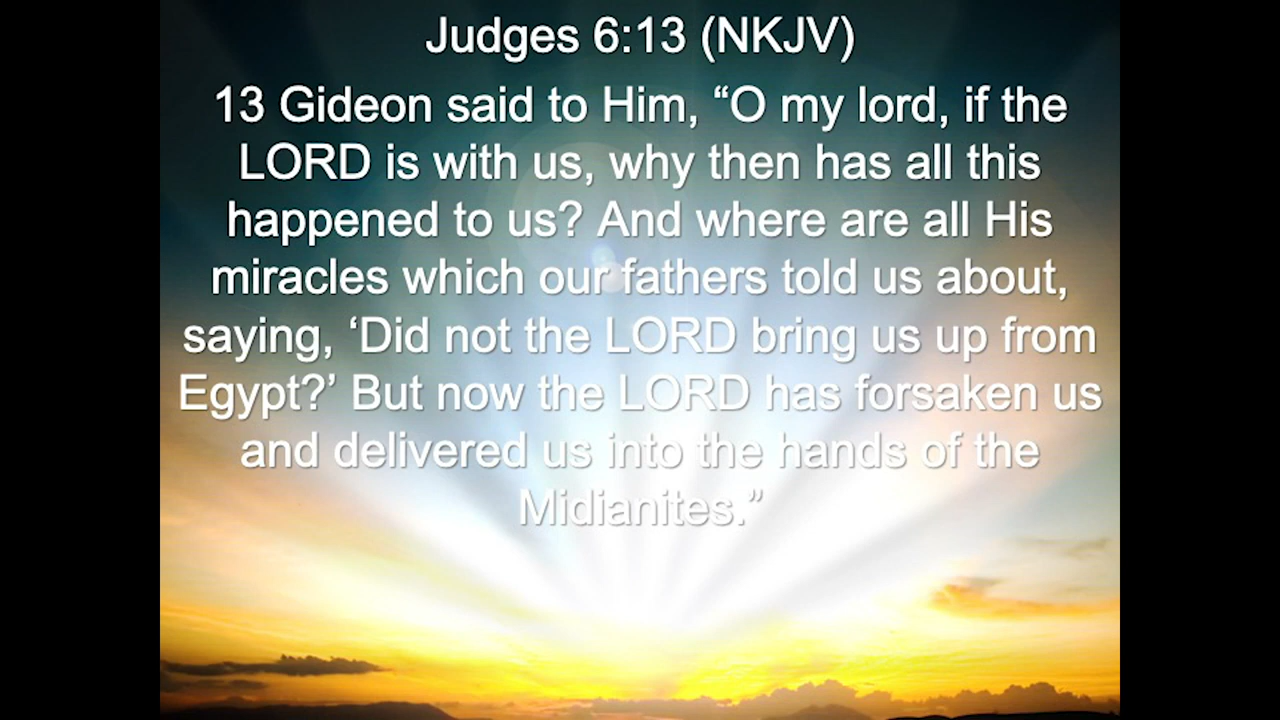 Judges 6:13 (NKJV)
13 Gideon said to Him, “O my lord, if the
LORD is with us, why then has all this
happened to us? And where are all His
miracles which our fathers told us about,
saying, ‘Did not the LORD bring us up from
Egypt?’ But now the LORD has forsaken us
and delivered us into the hands of the
Midianites.”